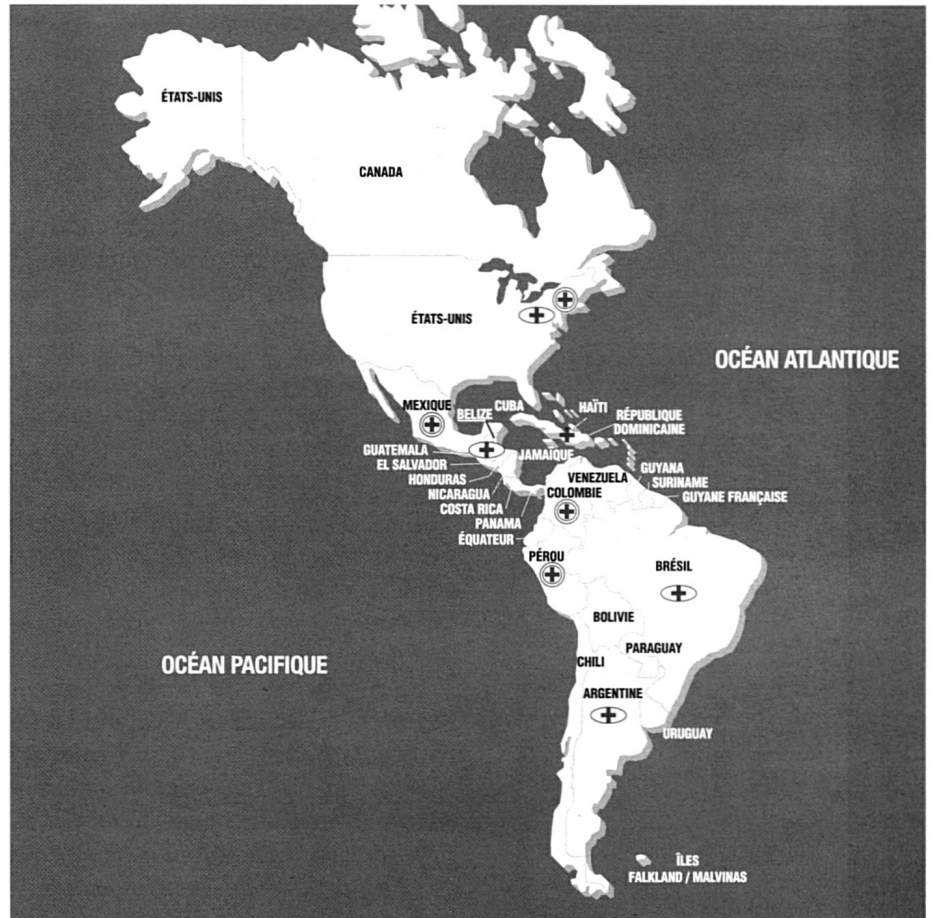 ÉTATS-UNIS
CANADA
ÉTATS-UNIS
OCÉAN ATLANTIQUE
MEXIQUE
BELIZE
CUBA
HAÏTI
RÉPUBLIQUE
DOMINICAINE
GUATEMALA
JAMAÏQUE
EL SALVADOR
HONDURAS
NICARAGUA
COSTA RICA
PANAMA
ÉQUATEUR
VENEZUELA
COLOMBIE
GUYANA
SURINAME
GUYANE FRANÇAISE
PÉROU
BRÉSIL
BOLIVIE
OCÉAN PACIFIQUE
PARAGUAY
CHILI
ARGENTINE
URUGUAY
ÎLES
FALKLAND / MALVINAS